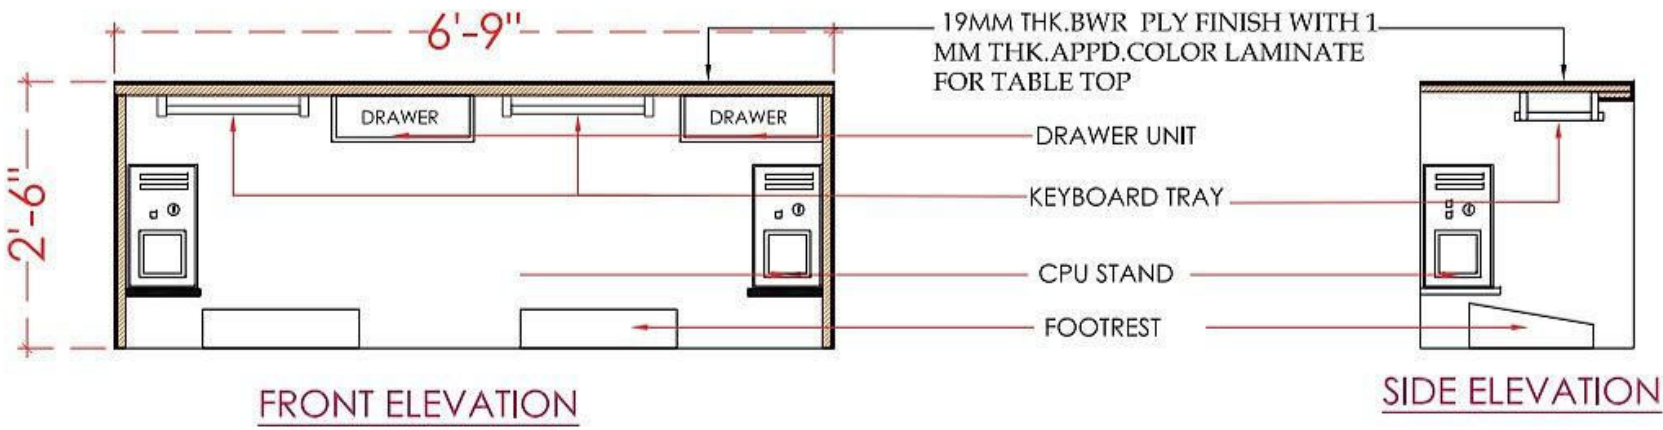 6'-9"
19MM THK.BWR PLY FINISH WITH 1
MM THK.APPD.COLOR LAMINATE
FOR TABLE TOP
DRAWER
DRAWER
DRAWER UNIT
2'-6"
KEYBOARD TRAY
CPU STAND
FOOTREST
FRONT ELEVATION
SIDE ELEVATION